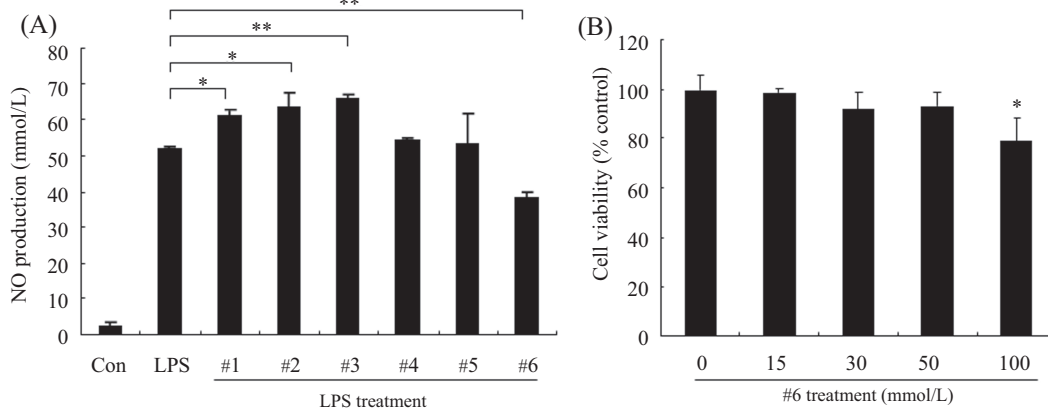 (A)
**
**
*
*
NO production (mmol/L)
80
70
60
50
40
30
20
10
0
Con LPS #1 #2 #3 #4 #5 #6
LPS treatment
(B)
Cell viability (% control)
120
100
80
60
40
20
0
*
0 15 30 50 100
#6 treatment (mmol/L)